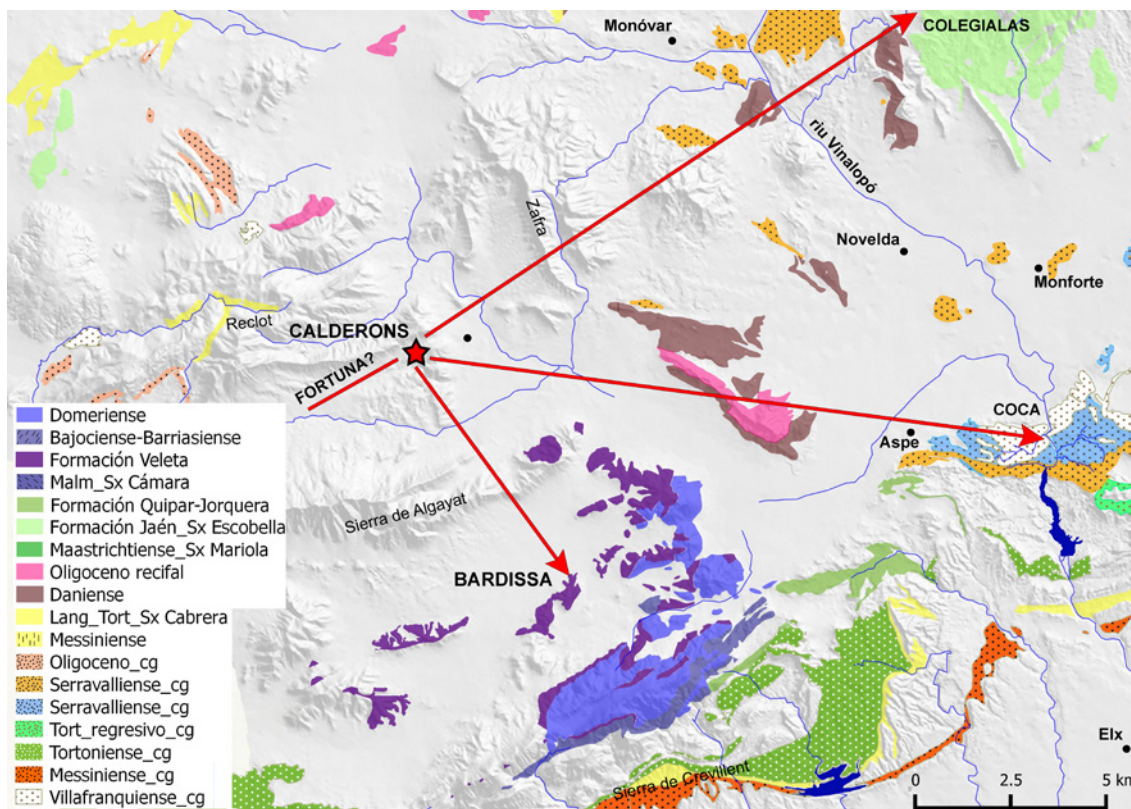 Monóvar
COLEGIALAS
riu Vinalopó
Zafra
Novelda
Monforte
Reclot
CALDERONS
FORTUNA?
COCA
Aspe
Sierra de Algayat
BARDISSA
Sierra de Crevillent
Elx
Domeriense
Bajociense-Barriasiense
Formación Veleta
Malm_Sx Cámara
Formación Quipar-Jorquera
Formación Jaén_Sx Escobella
Maastrichtiense_Sx Mariola
Oligoceno recifal
Daniense
Lang_Tort_Sx Cabrera
Messiniense
Oligoceno_cg
Serravalliense_cg
Serravalliense_cg
Tort_regresivo_cg
Tortoniense_cg
Messiniense_cg
Villafranquiense_cg
0 2.5 5 km